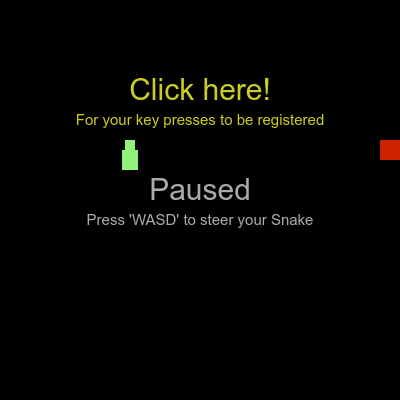 Click here!
For your key presses to be registered
Paused
Press 'WASD' to steer your Snake